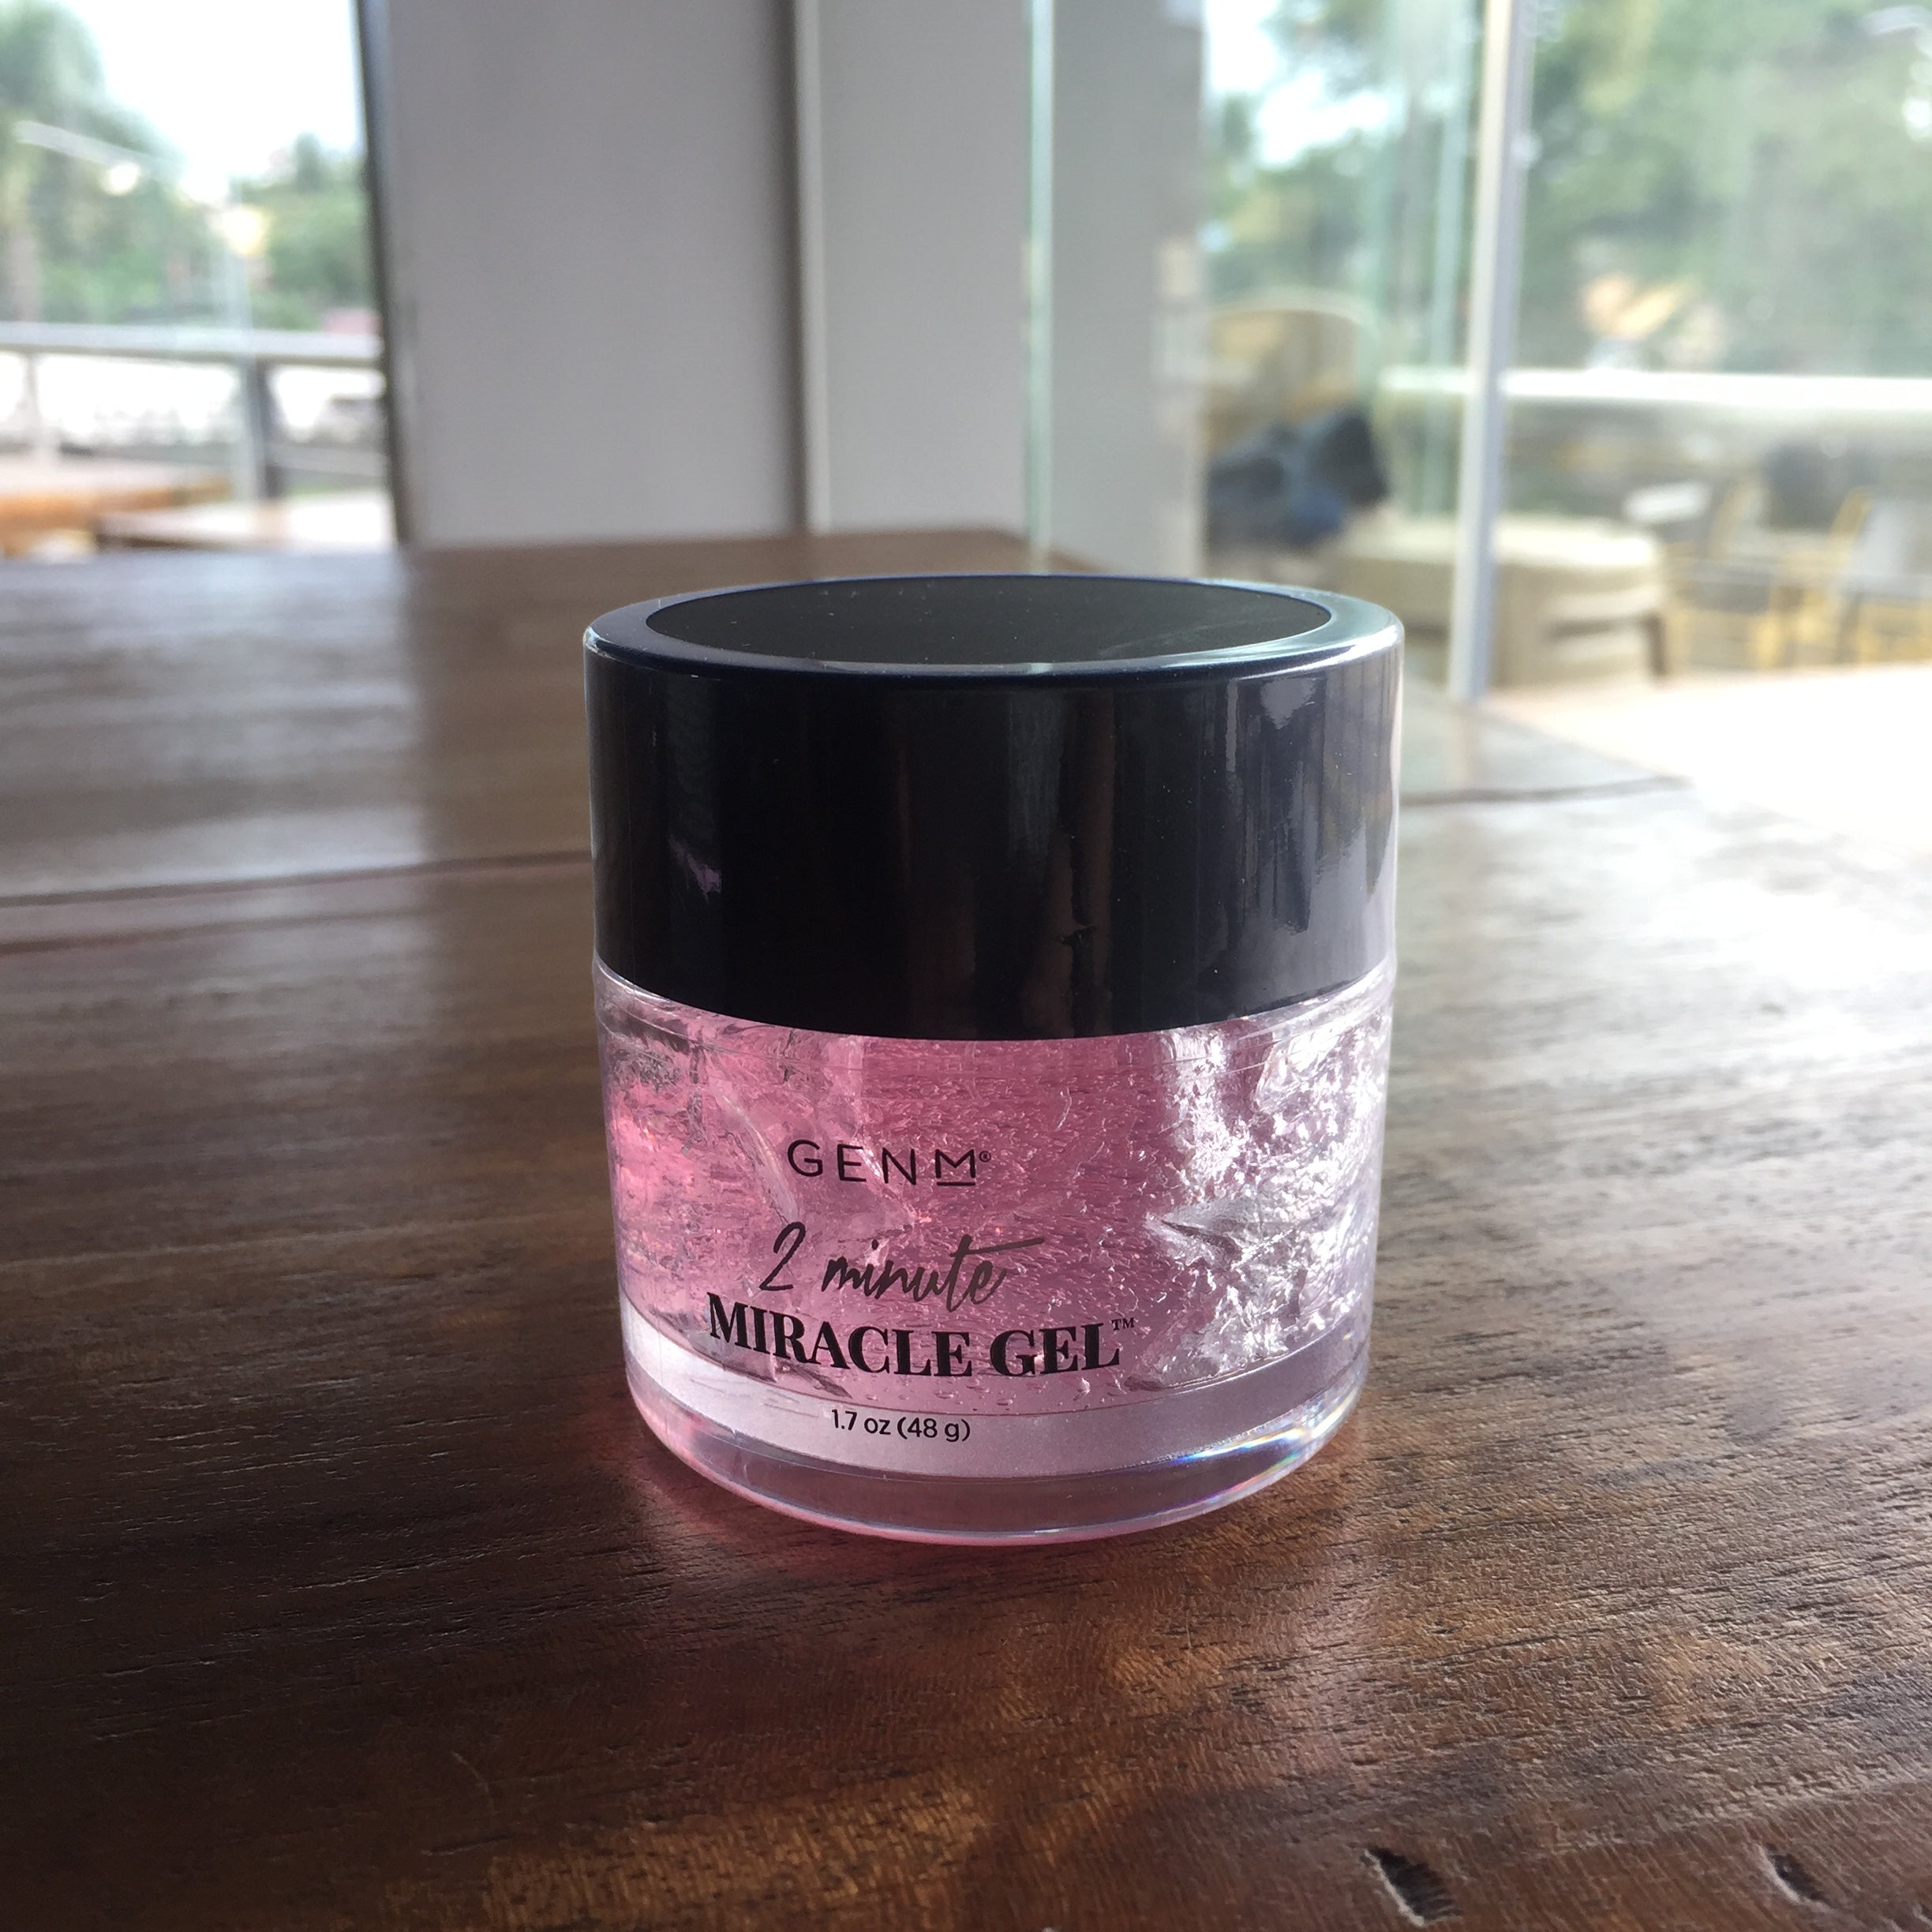 GENM®
2 minute
MIRACLE GEL™
1.7 oz (48 g)